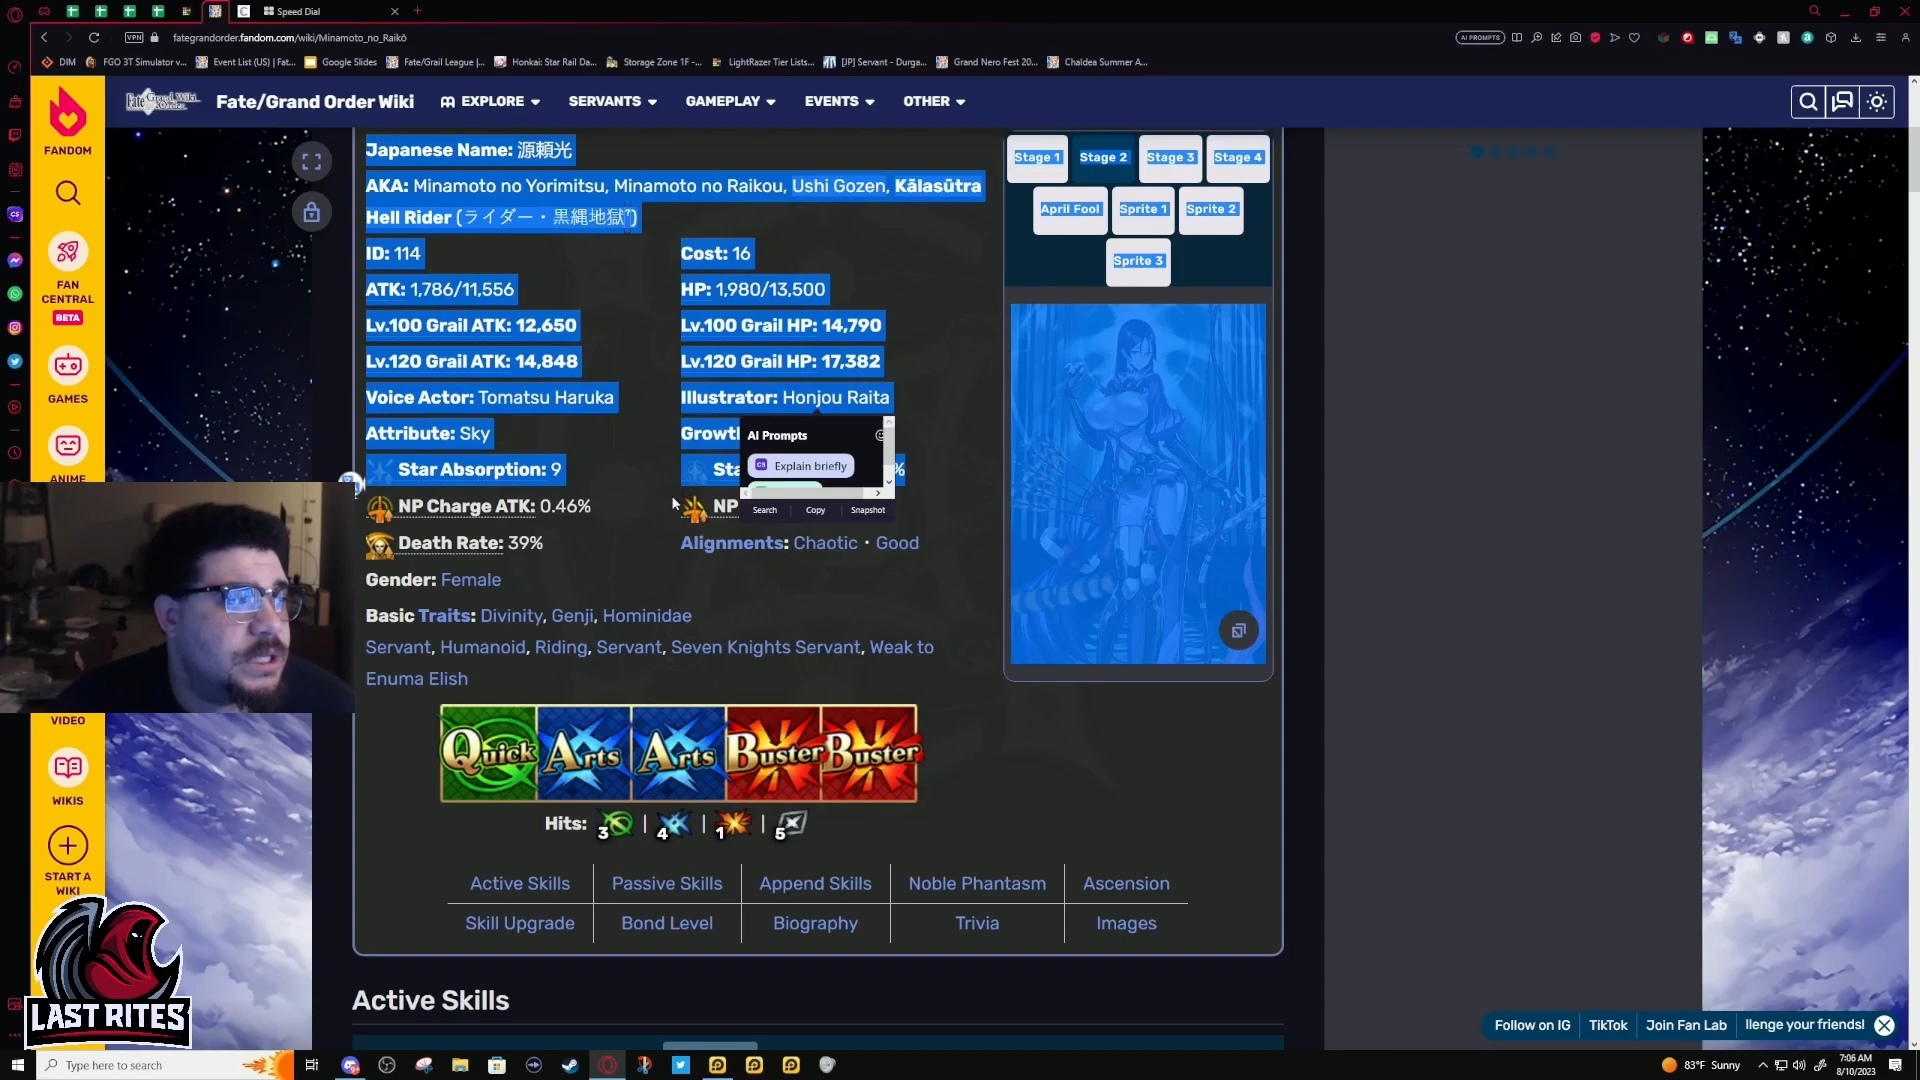 Speed Dial
VPN
fategrandorder.fandom.com/wiki/Minamoto_no_Raikō
AI PROMPTS
DIM
FGO 3T Simulator v...
Event List (US) | Fat...
Google Slides
Fate/Grail League |...
Honkai: Star Rail Da...
Storage Zone 1F -...
LightRazer Tier Lists...
[JP] Servant - Durga...
Grand Nero Fest 20...
Chaldea Summer A...
Fate/Grand Order Wiki
EXPLORE
SERVANTS
GAMEPLAY
EVENTS
OTHER
FANDOM
FAN
CENTRAL
BETA
GAMES
ANIME
VIDEO
WIKIS
START A
WIKI
Japanese Name: 源頼光
AKA: Minamoto no Yorimitsu, Minamoto no Raikou, Ushi Gozen, Kālasūtra
Hell Rider (ライダー・黒縄地獄?)
ID: 114
Cost: 16
ATK: 1,786/11,556
HP: 1,980/13,500
Lv.100 Grail ATK: 12,650
Lv.100 Grail HP: 14,790
Lv.120 Grail ATK: 14,848
Lv.120 Grail HP: 17,382
Voice Actor: Tomatsu Haruka
Illustrator: Honjou Raita
Attribute: Sky
Growth
Star Absorption: 9
Sta
%
NP Charge ATK: 0.46%
NP
Death Rate: 39%
Alignments: Chaotic・Good
Gender: Female
Basic Traits: Divinity, Genji, Hominidae
Servant, Humanoid, Riding, Servant, Seven Knights Servant, Weak to
Enuma Elish
AI Prompts
CS Explain briefly
Search
Copy
Snapshot
Stage 1
Stage 2
Stage 3
Stage 4
April Fool
Sprite 1
Sprite 2
Sprite 3
Quick
Arts
Arts
Buster
Buster
Hits: 3 | 4 | 1 | 5
Active Skills
Passive Skills
Append Skills
Noble Phantasm
Ascension
Skill Upgrade
Bond Level
Biography
Trivia
Images
Active Skills
LAST RITES
Follow on IG
TikTok
Join Fan Lab
llenge your friends!
Type here to search
83°F Sunny
7:06 AM
8/10/2023